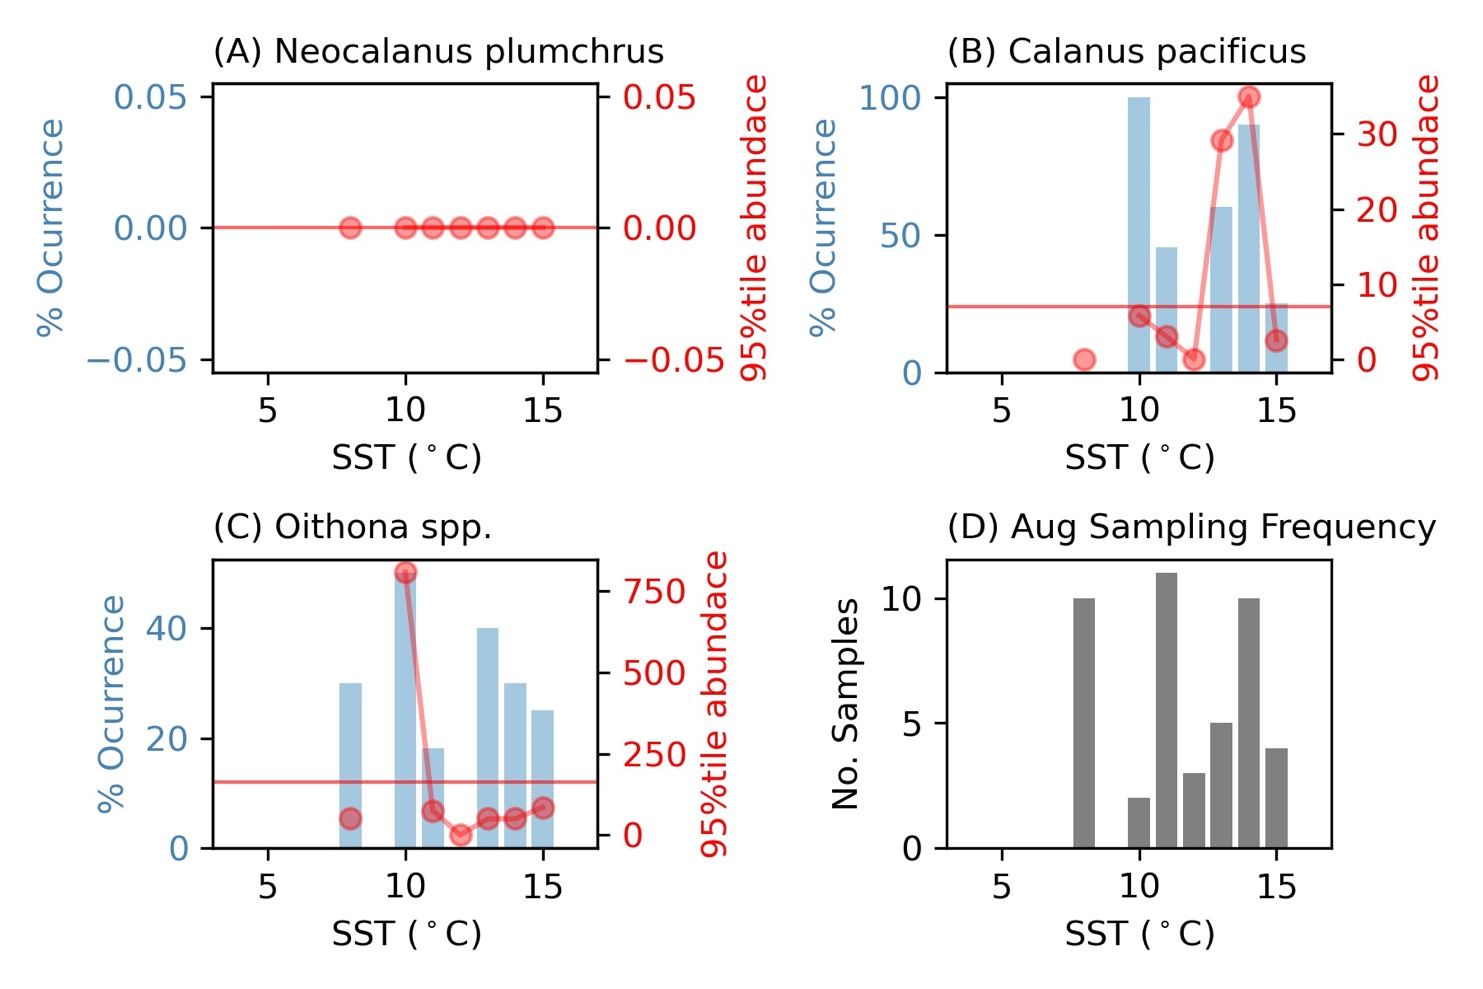 (A) Neocalanus plumchrus
0.05
0.00
−0.05
% Ocurrence
0.05
0.00
−0.05
95%tile abundace
5 10 15
SST (°C)
(B) Calanus pacificus
100
50
0
% Ocurrence
30
20
10
0
95%tile abundace
5 10 15
SST (°C)
(C) Oithona spp.
40
20
0
% Ocurrence
750
500
250
0
95%tile abundace
5 10 15
SST (°C)
(D) Aug Sampling Frequency
10
5
0
No. Samples
5 10 15
SST (°C)